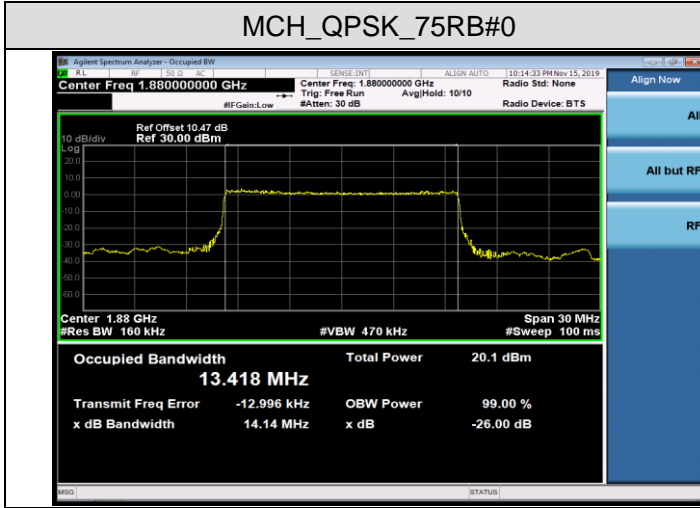 MCH_QPSK_75RB#0
Agilent Spectrum Analyzer - Occupied BW
RL RF 50 Ω AC SENSE:INT ALIGN AUTO 10:14:33 PM Nov 15, 2019
Center Freq 1.880000000 GHz
Center Freq: 1.880000000 GHz
Radio Std: None
Trig: Free Run Avg|Hold: 10/10
#IFGain:Low #Atten: 30 dB
Radio Device: BTS
Align Now
All
All but RF
RF
Ref Offset 10.47 dB
10 dB/div Ref 30.00 dBm
Log
20.0
10.0
0.00
-10.0
-20.0
-30.0
-40.0
-50.0
-60.0
Center 1.88 GHz Span 30 MHz
#Res BW 160 kHz #VBW 470 kHz #Sweep 100 ms
Occupied Bandwidth Total Power 20.1 dBm
13.418 MHz
Transmit Freq Error -12.996 kHz OBW Power 99.00 %
x dB Bandwidth 14.14 MHz x dB -26.00 dB
MSG STATUS